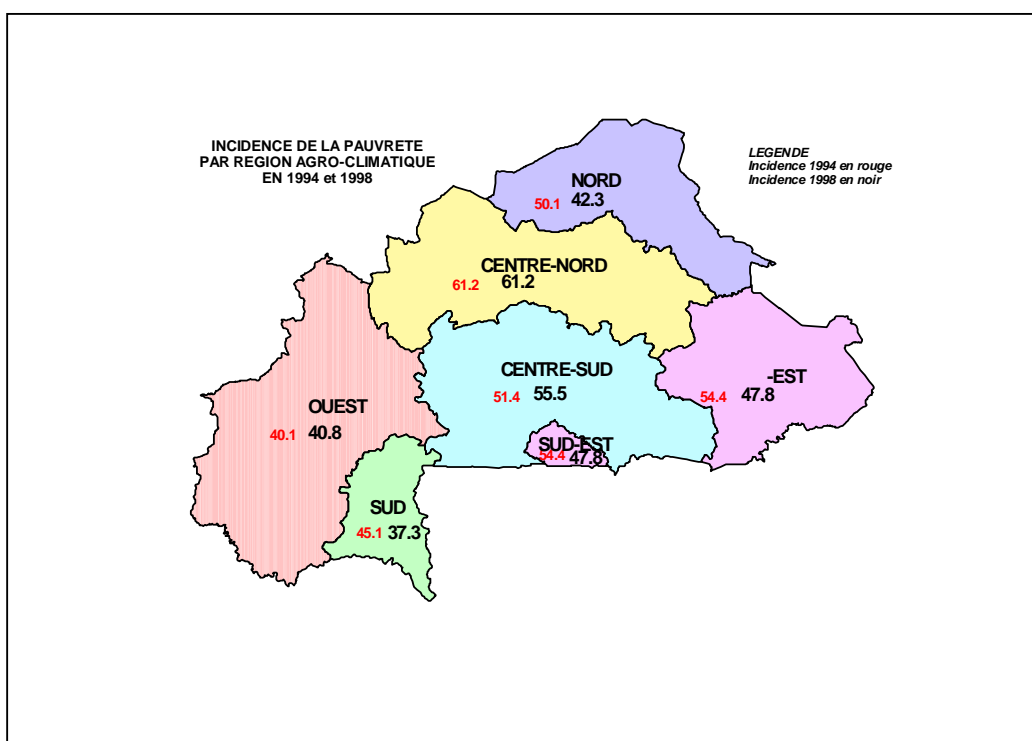 INCIDENCE DE LA PAUVRETE
PAR REGION AGRO-CLIMATIQUE
EN 1994 et 1998
LEGENDE
Incidence 1994 en rouge
Incidence 1998 en noir
NORD
50.1 42.3
CENTRE-NORD
61.2 61.2
CENTRE-SUD
51.4 55.5
-EST
54.4 47.8
OUEST
40.1 40.8
SUD-EST
54.4 47.8
SUD
45.1 37.3